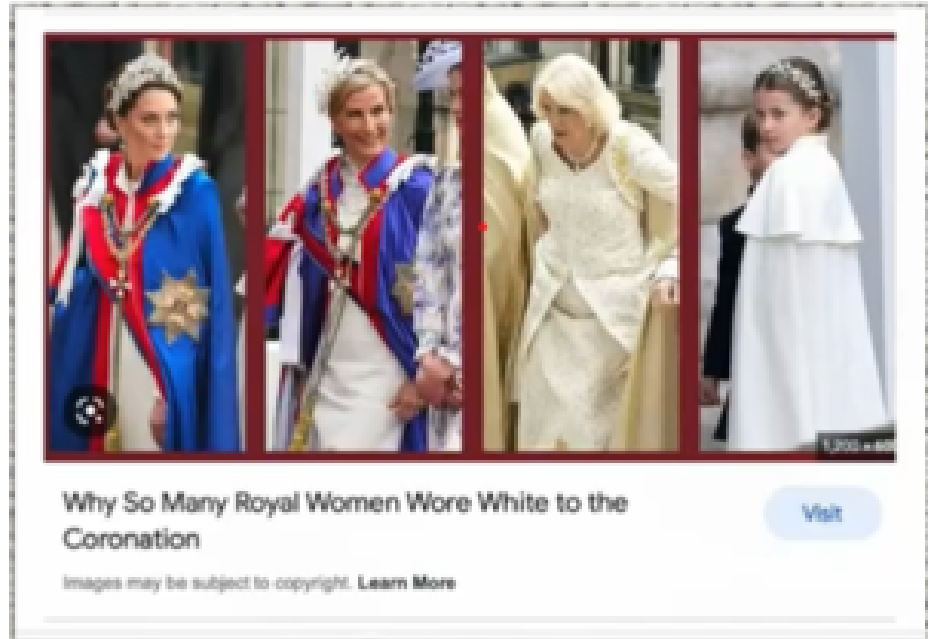 Why So Many Royal Women Wore White to the
Coronation
Visit
Images may be subject to copyright. Learn More